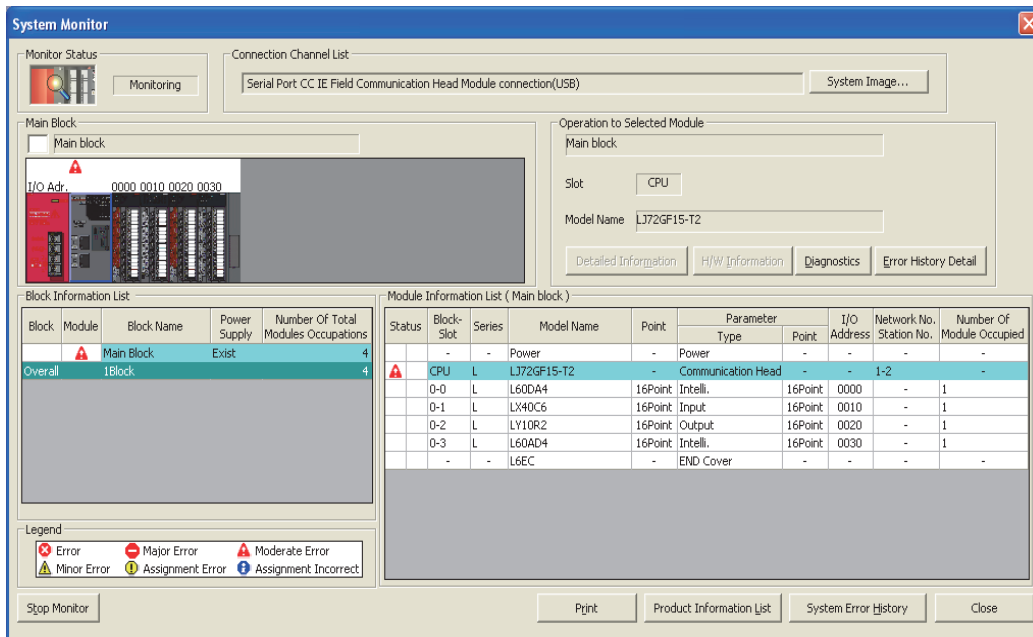 System Monitor
Monitor Status
Monitoring
Connection Channel List
Serial Port CC IE Field Communication Head Module connection(USB)
System Image...
Main Block
Main block
I/O Adr. 0000 0010 0020 0030
Operation to Selected Module
Main block
Slot CPU
Model Name LJ72GF15-T2
Detailed Information H/W Information Diagnostics Error History Detail
Block Information List
Block Module Block Name Power Supply Number Of Total Modules Occupations
Main Block Exist 4
Overall 1Block 4
Module Information List ( Main block )
Status Block-Slot Series Model Name Point Parameter Type Point I/O Address Network No. Station No. Number Of Module Occupied
- - Power - Power - - - -
CPU L LJ72GF15-T2 - Communication Head - - 1-2 -
0-0 L L60DA4 16Point Intelli. 16Point 0000 - 1
0-1 L LX40C6 16Point Input 16Point 0010 - 1
0-2 L LY10R2 16Point Output 16Point 0020 - 1
0-3 L L60AD4 16Point Intelli. 16Point 0030 - 1
- - L6EC - END Cover - - - -
Legend
Error Major Error Moderate Error
Minor Error Assignment Error Assignment Incorrect
Stop Monitor Print Product Information List System Error History Close